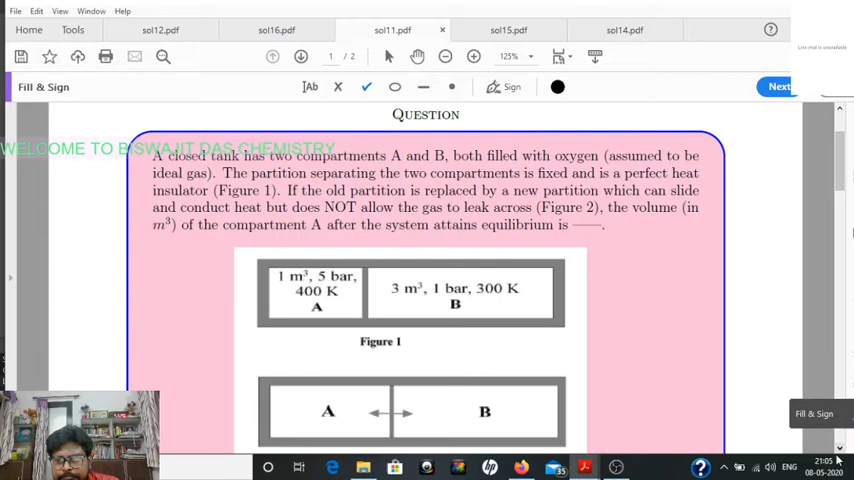 File Edit View Window Help
Home Tools sol12.pdf sol16.pdf sol11.pdf × sol15.pdf sol14.pdf
Live chat is unavailable
1 / 2 125%
Fill & Sign Ab Sign Next
QUESTION
WELCOME TO BISWAJIT DAS CHEMISTRY
A closed tank has two compartments A and B, both filled with oxygen (assumed to be
ideal gas). The partition separating the two compartments is fixed and is a perfect heat
insulator (Figure 1). If the old partition is replaced by a new partition which can slide
and conduct heat but does NOT allow the gas to leak across (Figure 2), the volume (in
m³) of the compartment A after the system attains equilibrium is ——.
1 m³, 5 bar,
400 K
A
3 m³, 1 bar, 300 K
B
Figure 1
A B
Fill & Sign
35 ENG 21:05
08-05-2020